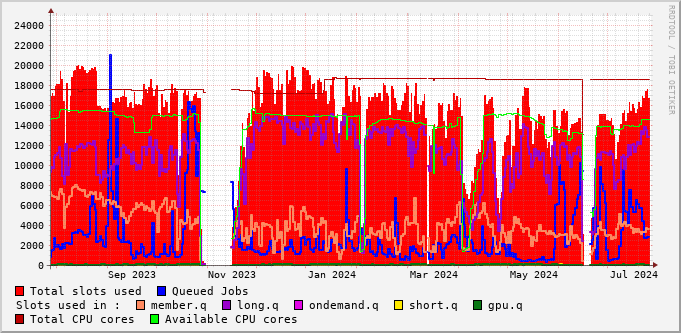 RRDTOOL / TOBI OETIKER
24000
22000
20000
18000
16000
14000
12000
10000
8000
6000
4000
2000
0
Sep 2023 Nov 2023 Jan 2024 Mar 2024 May 2024 Jul 2024
Total slots used Queued Jobs
Slots used in : member.q long.q ondemand.q short.q gpu.q
Total CPU cores Available CPU cores